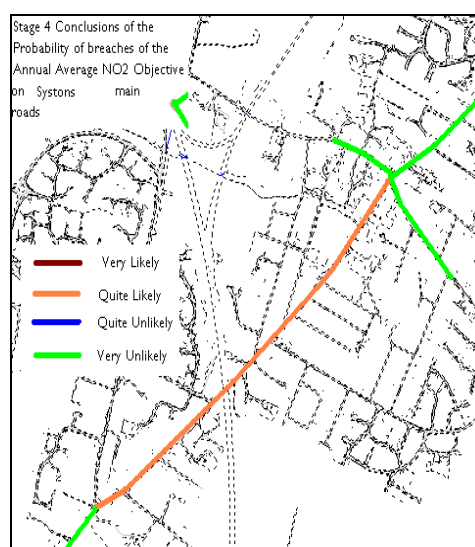 Stage 4 Conclusions of the
Probability of breaches of the
Annual Average NO2 Objective
on Systons main
roads
Very Likely
Quite Likely
Quite Unlikely
Very Unlikely